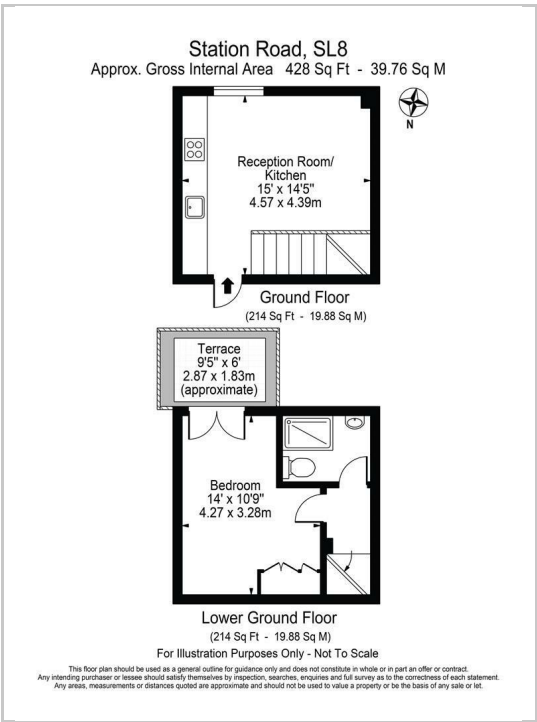 Station Road, SL8
Approx. Gross Internal Area 428 Sq Ft - 39.76 Sq M
N
Reception Room/
Kitchen
15' x 14'5"
4.57 x 4.39m
Ground Floor
(214 Sq Ft - 19.88 Sq M)
Terrace
9'5" x 6'
2.87 x 1.83m
(approximate)
Bedroom
14' x 10'9"
4.27 x 3.28m
Lower Ground Floor
(214 Sq Ft - 19.88 Sq M)
For Illustration Purposes Only - Not To Scale
This floor plan should be used as a general outline for guidance only and does not constitute in whole or in part an offer or contract.
Any intending purchaser or lessee should satisfy themselves by inspection, searches, enquiries and full survey as to the correctness of each statement.
Any areas, measurements or distances quoted are approximate and should not be used to value a property or be the basis of any sale or let.